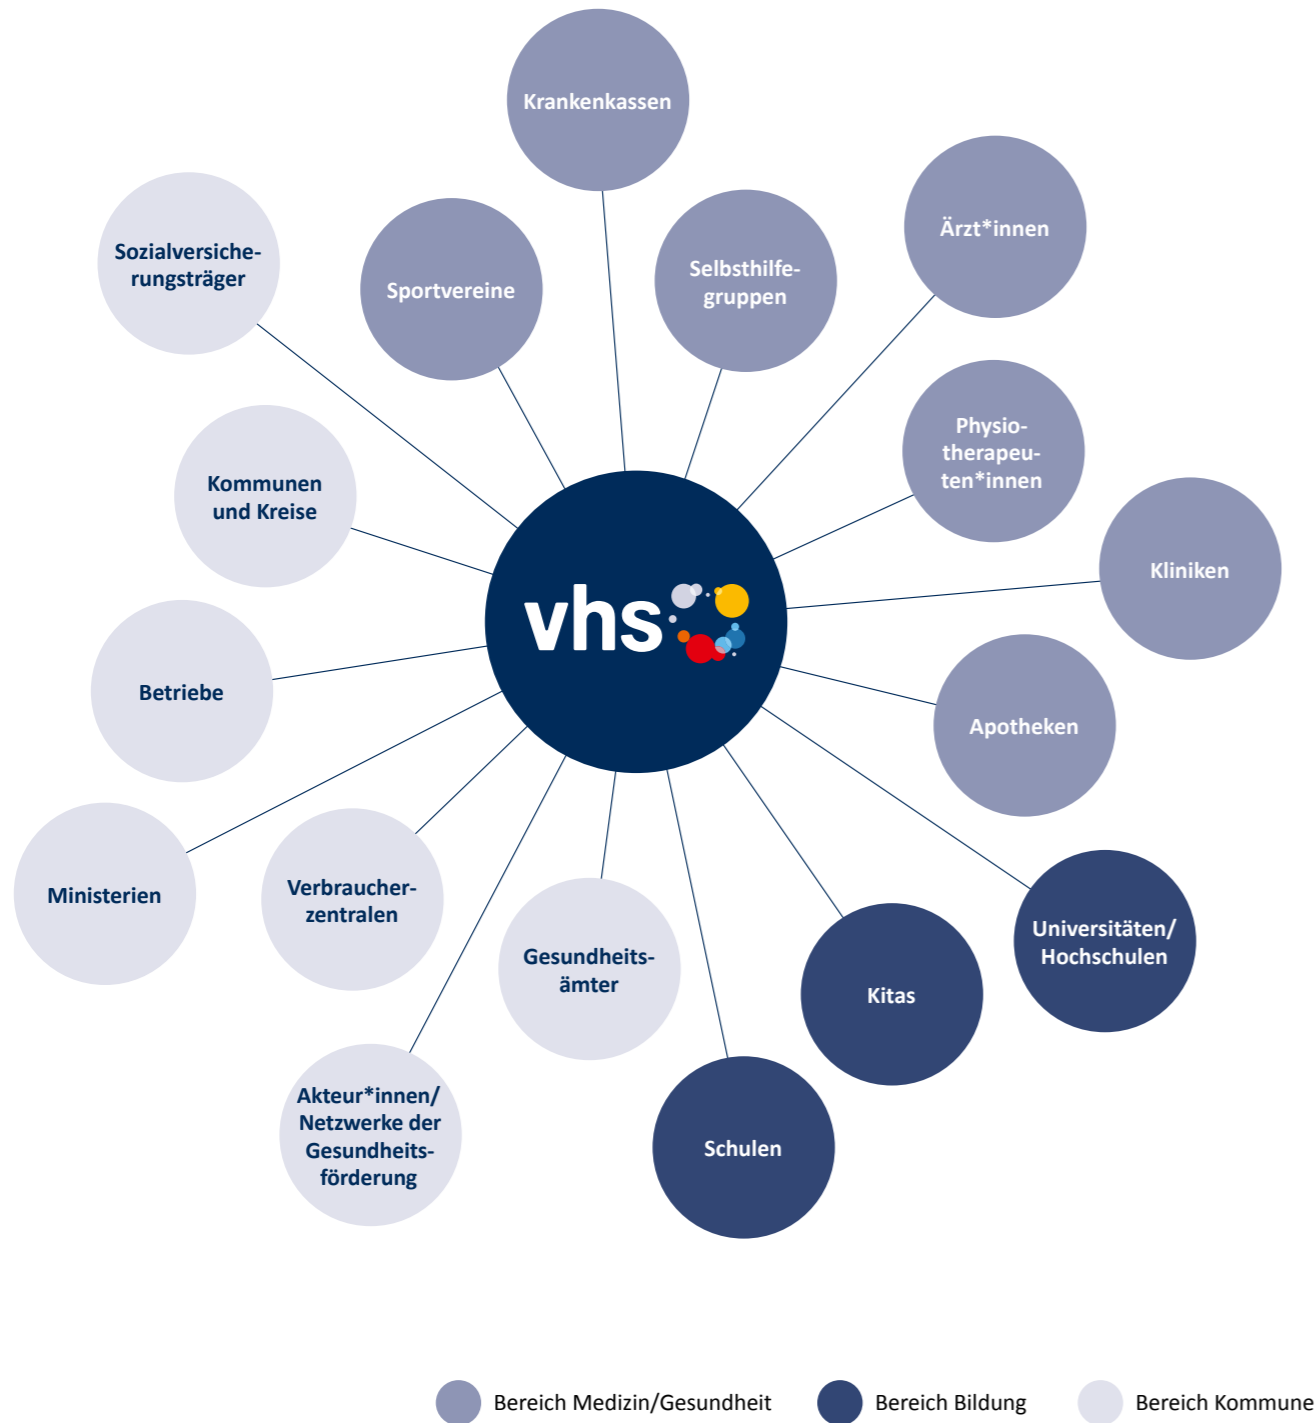 Krankenkassen
Ärzt*innen
Sozialversiche-
rungsträger
Sportvereine
Selbsthilfe-
gruppen
Physio-
therapeu-
ten*innen
Kommunen
und Kreise
Kliniken
vhs
Betriebe
Apotheken
Ministerien
Verbraucher-
zentralen
Universitäten/
Hochschulen
Gesundheits-
ämter
Kitas
Akteur*innen/
Netzwerke der
Gesundheits-
förderung
Schulen
Bereich Medizin/Gesundheit
Bereich Bildung
Bereich Kommune